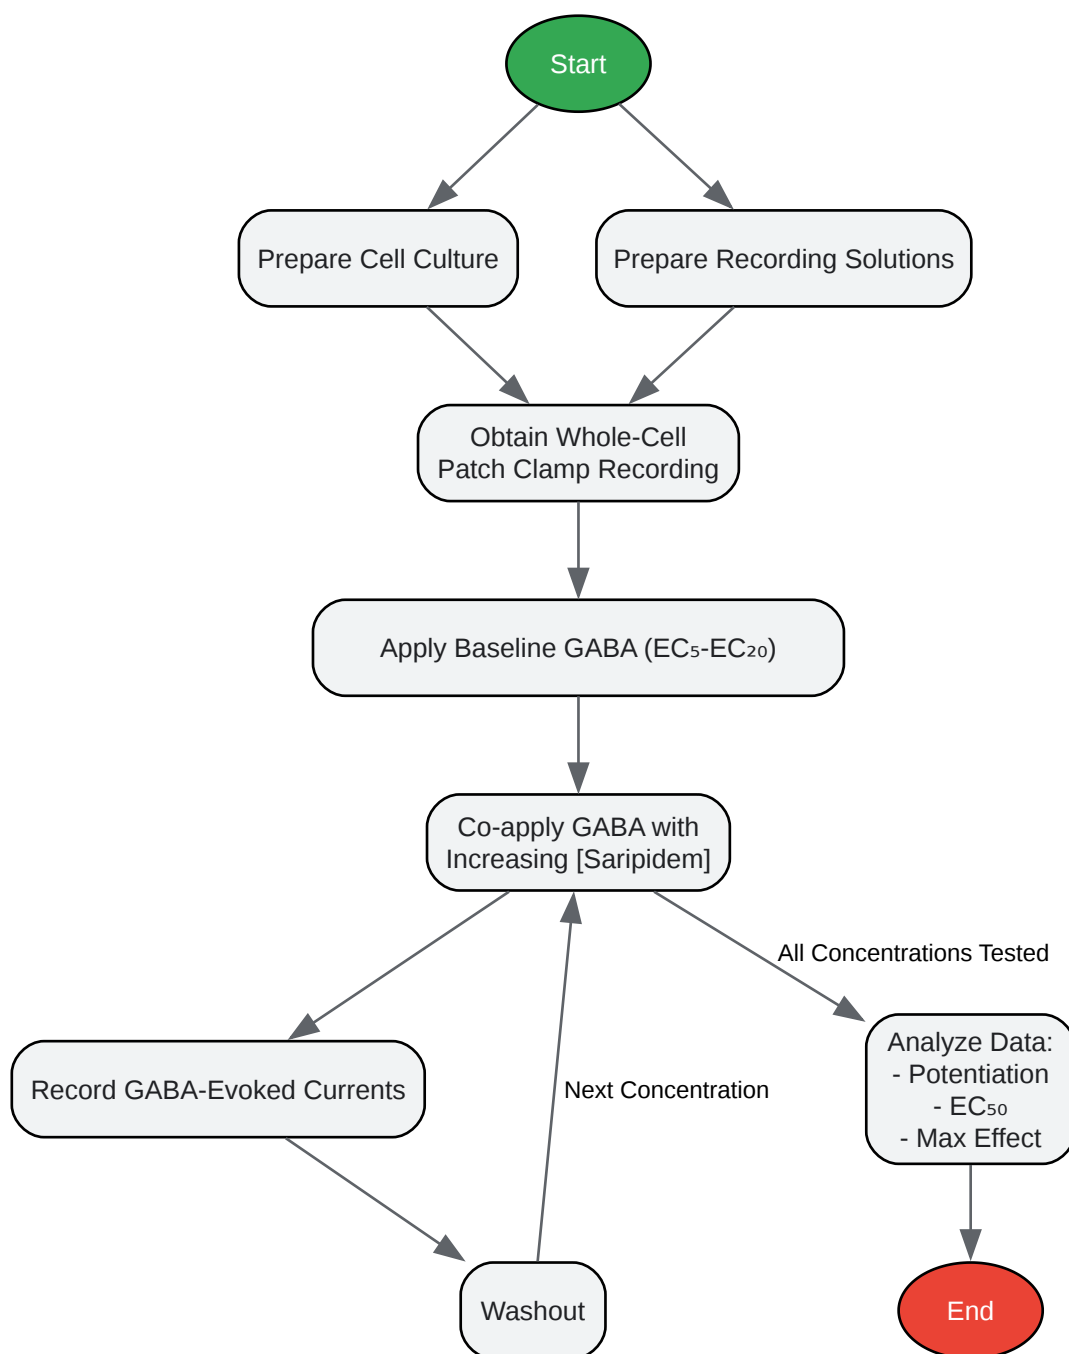 Start
Prepare Cell Culture
Prepare Recording Solutions
Obtain Whole-Cell
Patch Clamp Recording
Apply Baseline GABA (EC₅-EC₂₀)
Co-apply GABA with
Increasing [Saripidem]
All Concentrations Tested
Record GABA-Evoked Currents
Next Concentration
Analyze Data:
- Potentiation
- EC₅₀
- Max Effect
Washout
End